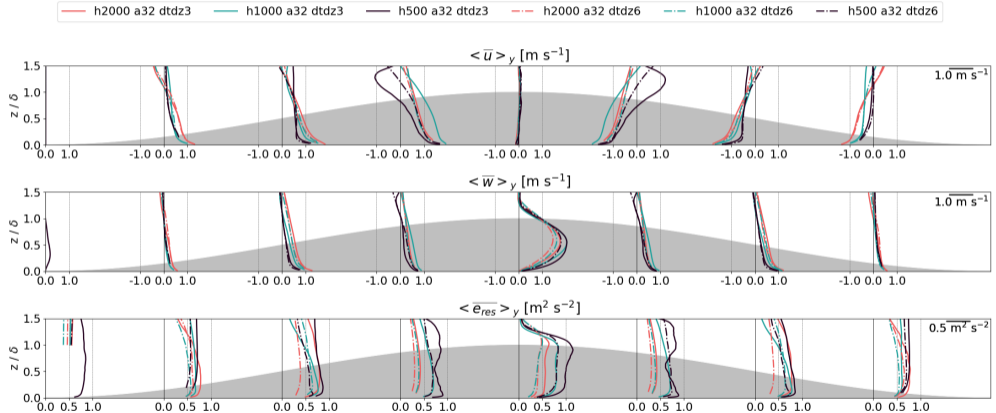 h2000 a32 dtdz3 h1000 a32 dtdz3 h500 a32 dtdz3 h2000 a32 dtdz6 h1000 a32 dtdz6 h500 a32 dtdz6
< u̅ >y [m s⁻¹]
1.5 1.0 m s⁻¹
1.0
z / δ
0.5
0.0
0.0 1.0 -1.0 0.0 1.0 -1.0 0.0 1.0 -1.0 0.0 1.0 -1.0 0.0 1.0 -1.0 0.0 1.0 -1.0 0.0 1.0 -1.0 0.0 1.0
< w̅ >y [m s⁻¹]
1.5 1.0 m s⁻¹
1.0
z / δ
0.5
0.0
0.0 1.0 -1.0 0.0 1.0 -1.0 0.0 1.0 -1.0 0.0 1.0 -1.0 0.0 1.0 -1.0 0.0 1.0 -1.0 0.0 1.0 -1.0 0.0 1.0
< e̅r̅e̅s̅ >y [m² s⁻²]
1.5 0.5 m² s⁻²
1.0
z / δ
0.5
0.0
0.0 0.5 1.0 0.0 0.5 1.0 0.0 0.5 1.0 0.0 0.5 1.0 0.0 0.5 1.0 0.0 0.5 1.0 0.0 0.5 1.0 0.0 0.5 1.0